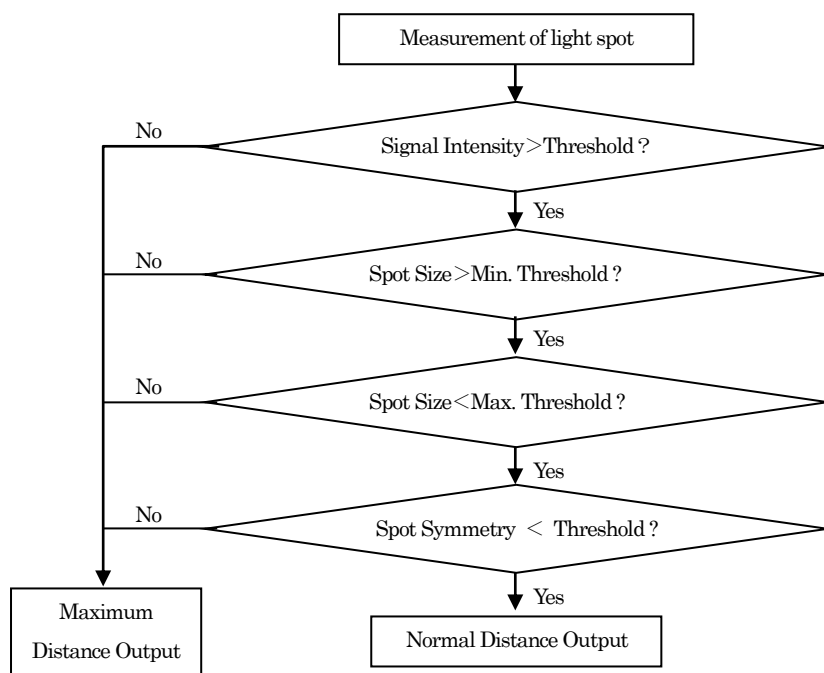 Measurement of light spot
No
Signal Intensity＞Threshold？
Yes
No
Spot Size＞Min. Threshold？
Yes
No
Spot Size＜Max. Threshold？
Yes
No
Spot Symmetry ＜ Threshold？
Yes
Maximum
Distance Output
Normal Distance Output